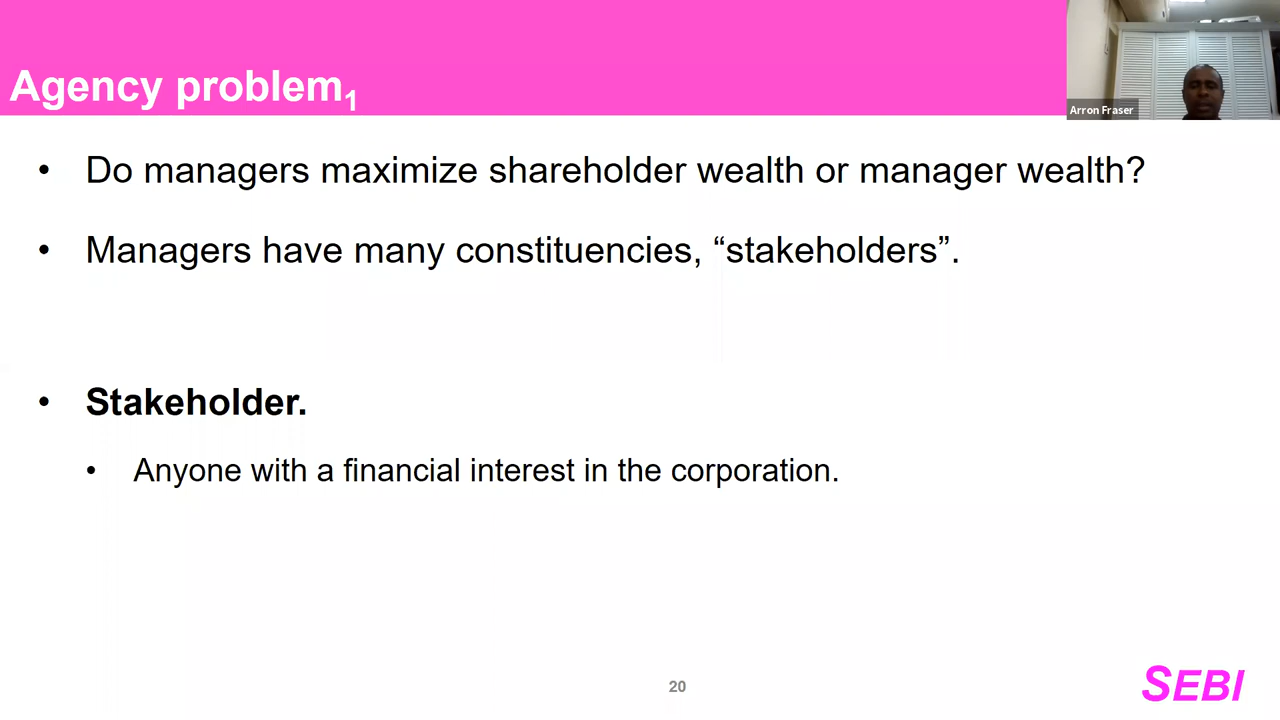 Agency problem₁
Arron Fraser
• Do managers maximize shareholder wealth or manager wealth?
• Managers have many constituencies, “stakeholders”.
• Stakeholder.
• Anyone with a financial interest in the corporation.
20
SEBI